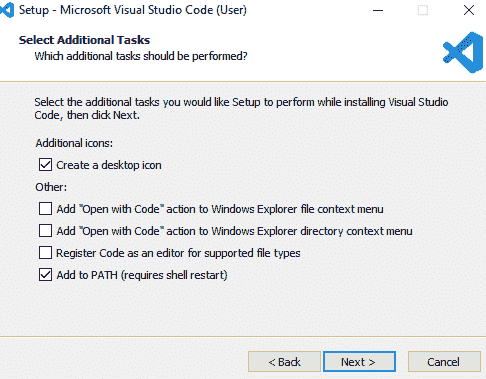 Setup - Microsoft Visual Studio Code (User)
Select Additional Tasks
Which additional tasks should be performed?
Select the additional tasks you would like Setup to perform while installing Visual Studio
Code, then click Next.
Additional icons:
Create a desktop icon
Other:
Add "Open with Code" action to Windows Explorer file context menu
Add "Open with Code" action to Windows Explorer directory context menu
Register Code as an editor for supported file types
Add to PATH (requires shell restart)
< Back
Next >
Cancel